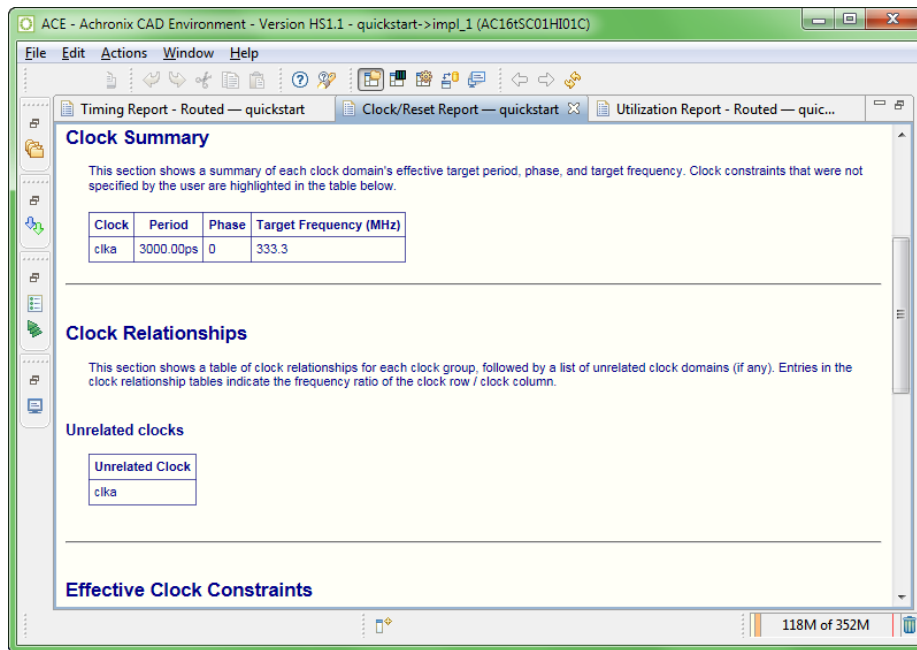 ACE - Achronix CAD Environment - Version HS1.1 - quickstart->impl_1 (AC16tSC01HI01C)
File Edit Actions Window Help
Timing Report - Routed — quickstart Clock/Reset Report — quickstart Utilization Report - Routed — quic...
Clock Summary
This section shows a summary of each clock domain's effective target period, phase, and target frequency. Clock constraints that were not
specified by the user are highlighted in the table below.
Clock Period Phase Target Frequency (MHz)
clka 3000.00ps 0 333.3
Clock Relationships
This section shows a table of clock relationships for each clock group, followed by a list of unrelated clock domains (if any). Entries in the
clock relationship tables indicate the frequency ratio of the clock row / clock column.
Unrelated clocks
Unrelated Clock
clka
Effective Clock Constraints
118M of 352M